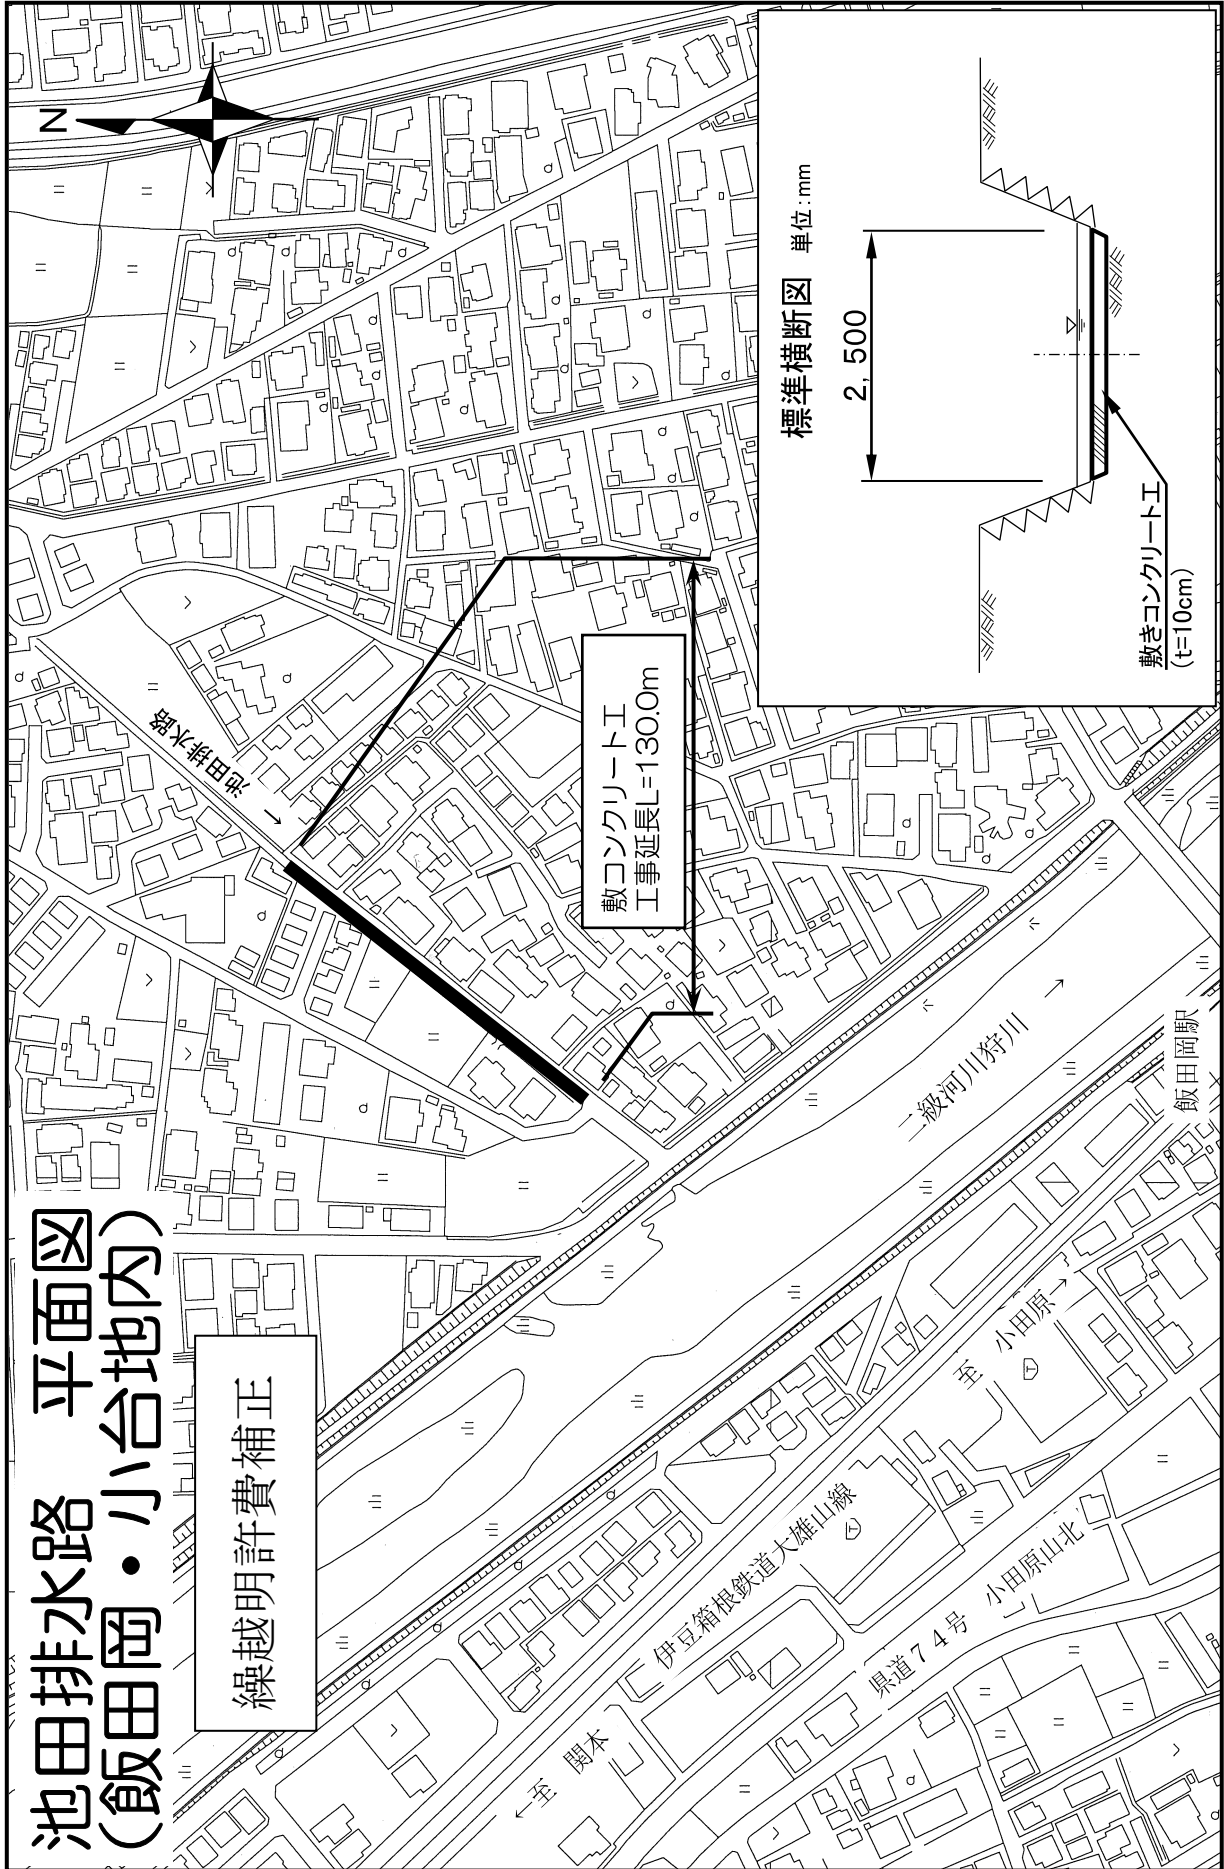 池田排水路 平面図
(飯田岡・小台地内)
繰越明許費補正
N
池田排水路
敷コンクリート工
工事延長L=130.0m
標準横断図 単位:mm
2,500
敷きコンクリート工
(t=10cm)
二級河川狩川
飯田岡駅
至 小田原→
伊豆箱根鉄道大雄山線
←至 関本
県道74号 小田原山北